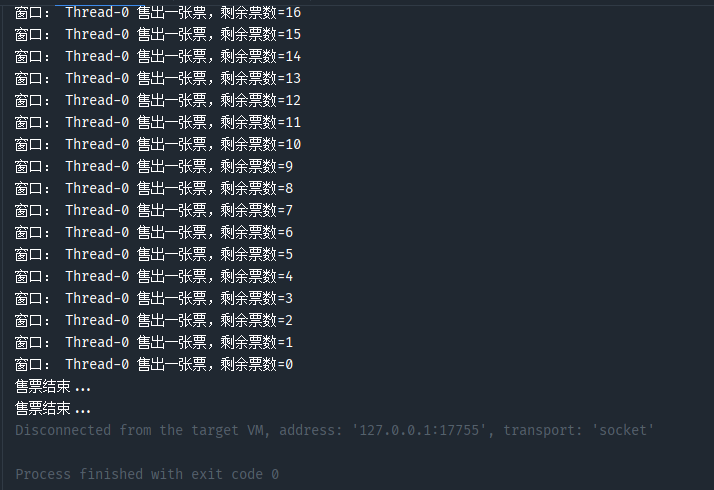 窗口： Thread-0 售出一张票，剩余票数=16
窗口： Thread-0 售出一张票，剩余票数=15
窗口： Thread-0 售出一张票，剩余票数=14
窗口： Thread-0 售出一张票，剩余票数=13
窗口： Thread-0 售出一张票，剩余票数=12
窗口： Thread-0 售出一张票，剩余票数=11
窗口： Thread-0 售出一张票，剩余票数=10
窗口： Thread-0 售出一张票，剩余票数=9
窗口： Thread-0 售出一张票，剩余票数=8
窗口： Thread-0 售出一张票，剩余票数=7
窗口： Thread-0 售出一张票，剩余票数=6
窗口： Thread-0 售出一张票，剩余票数=5
窗口： Thread-0 售出一张票，剩余票数=4
窗口： Thread-0 售出一张票，剩余票数=3
窗口： Thread-0 售出一张票，剩余票数=2
窗口： Thread-0 售出一张票，剩余票数=1
窗口： Thread-0 售出一张票，剩余票数=0
售票结束...
售票结束...
Disconnected from the target VM, address: '127.0.0.1:17755', transport: 'socket'
Process finished with exit code 0